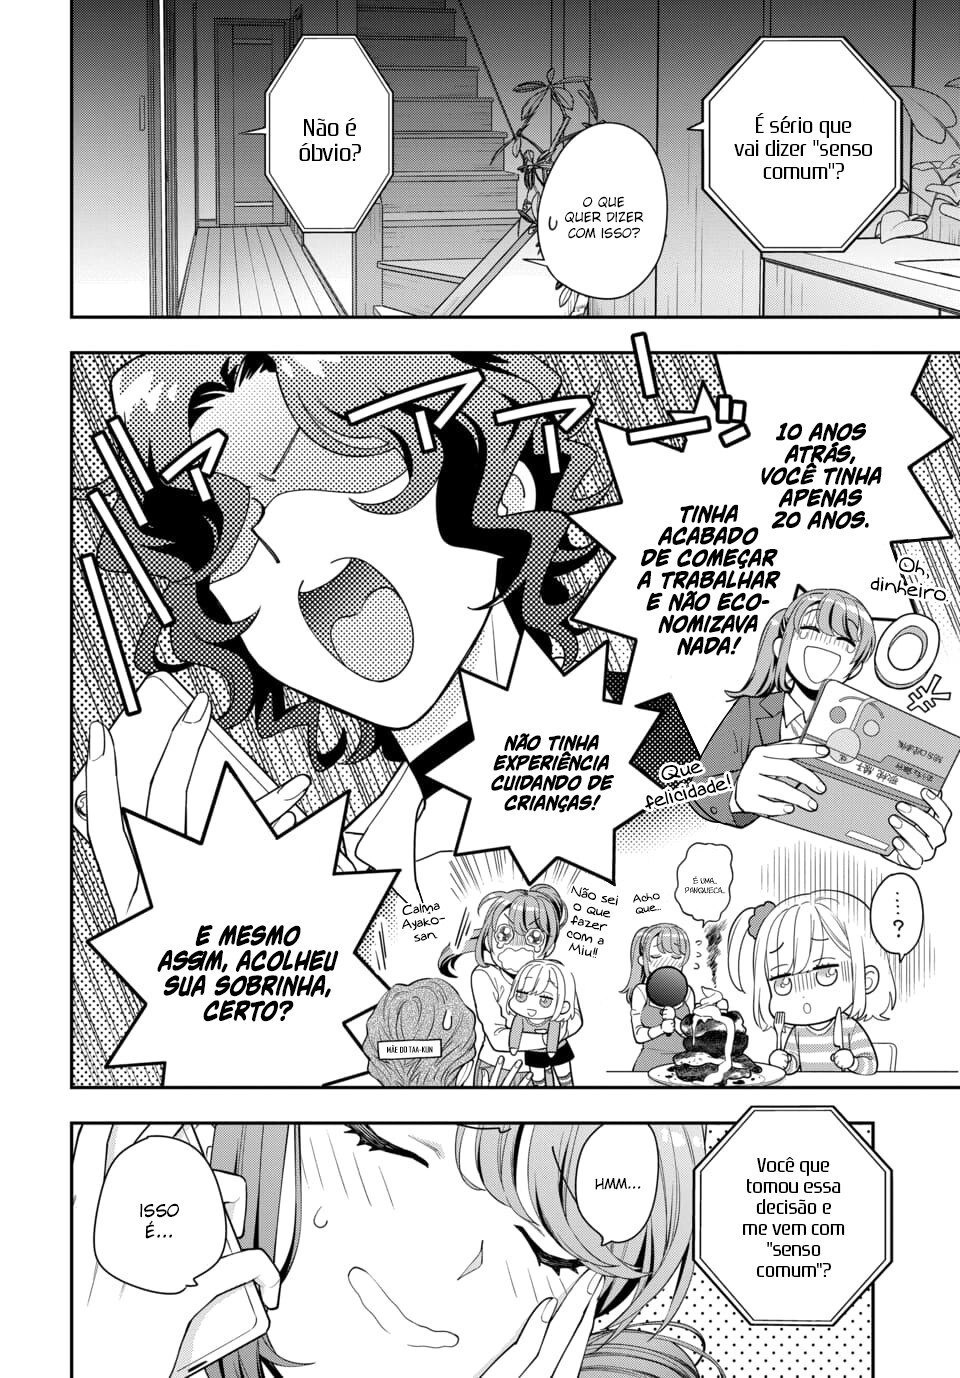 É sério que
vai dizer "senso
comum"?
O QUE
QUER DIZER
COM ISSO?
Não é
óbvio?
10 ANOS
ATRÁS,
VOCÊ TINHA
APENAS
20 ANOS.
TINHA
ACABADO
DE COMEÇAR
A TRABALHAR
E NÃO ECO-
NOMIZAVA
NADA!
Oh,
dinheiro
Que
felicidade!
NÃO TINHA
EXPERIÊNCIA
CUIDANDO DE
CRIANÇAS!
....?
É UMA...
PANQUECA...
Acho
que...
Não sei
o que
fazer
com a
Miu!!
Calma
Ayako-
san.
MÃE DO TAA-KUN
E MESMO
ASSIM, ACOLHEU
SUA SOBRINHA,
CERTO?
Você que
tomou essa
decisão e
me vem com
"senso
comum"?
HMM...
ISSO
É...